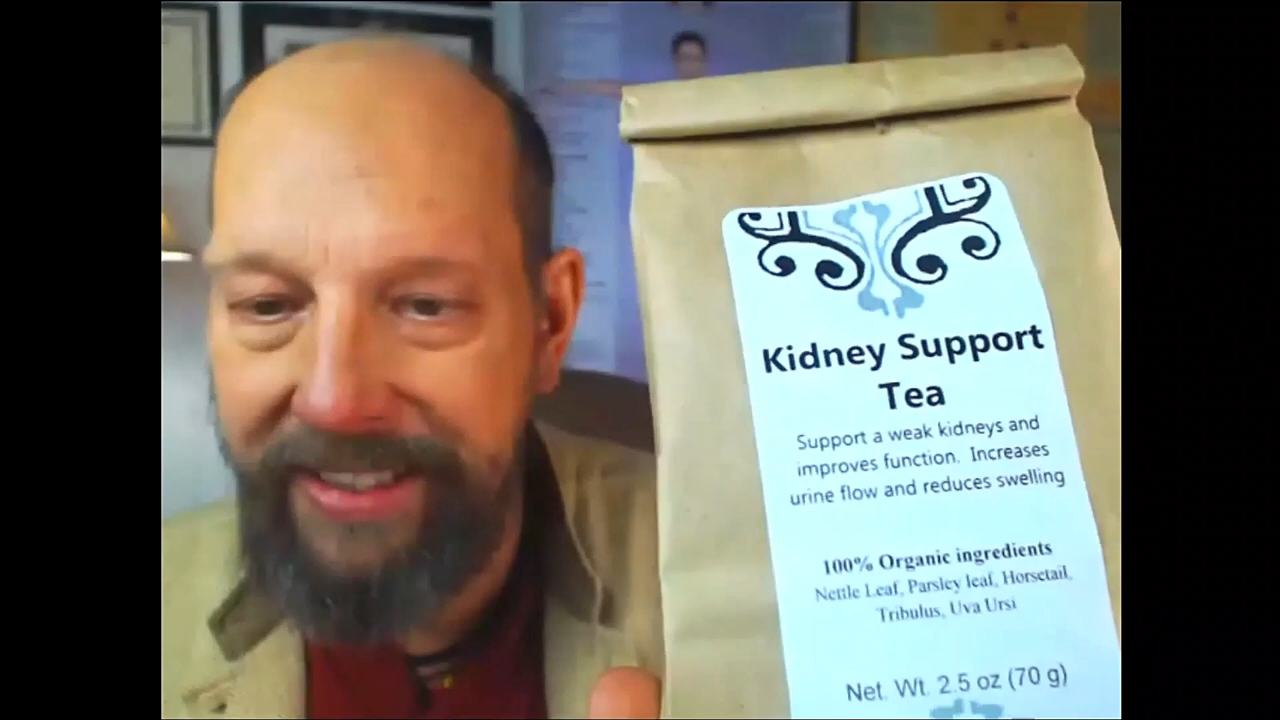 Kidney Support
Tea
Support a weak kidneys and
improves function. Increases
urine flow and reduces swelling
100% Organic ingredients
Nettle Leaf, Parsley leaf, Horsetail,
Tribulus, Uva Ursi
Net. Wt. 2.5 oz (70 g)